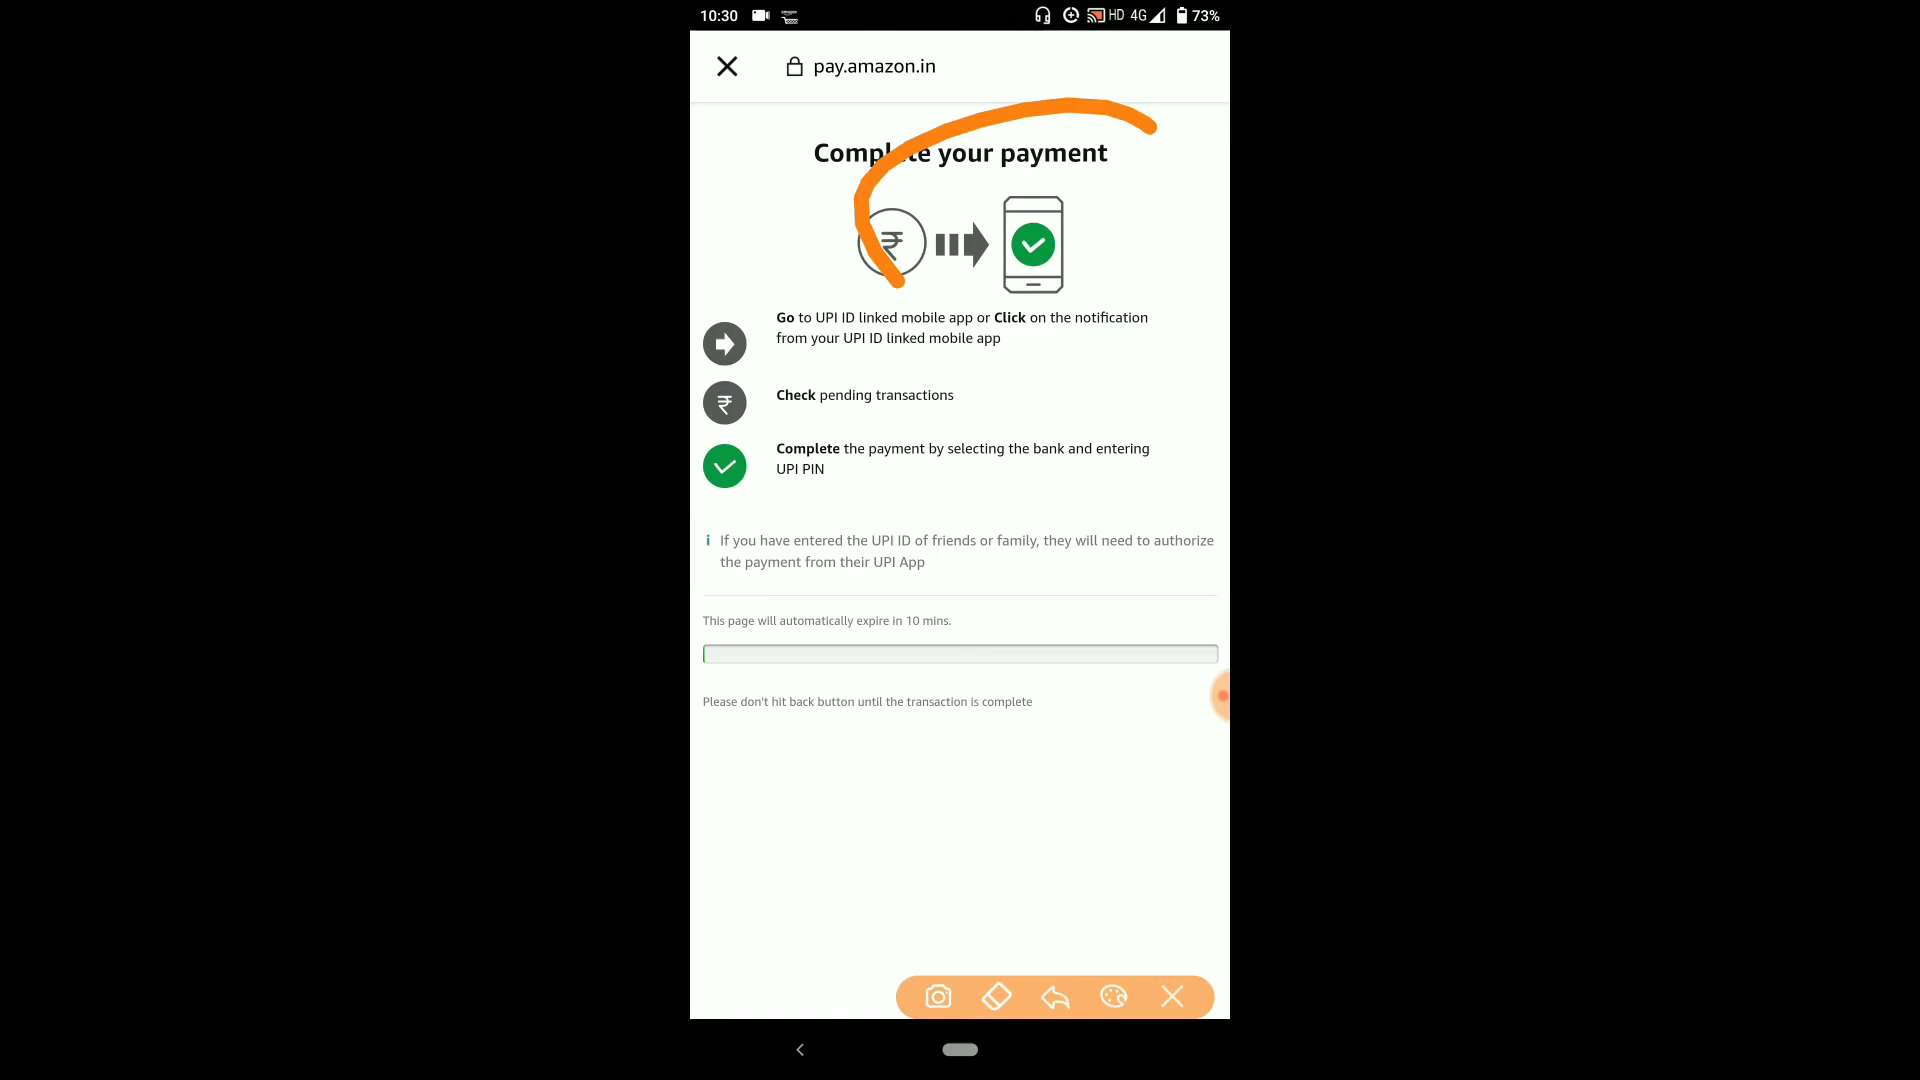 10:30
HD 4G 73%
pay.amazon.in
Complete your payment
₹
Go to UPI ID linked mobile app or Click on the notification
from your UPI ID linked mobile app
₹
Check pending transactions
Complete the payment by selecting the bank and entering
UPI PIN
i If you have entered the UPI ID of friends or family, they will need to authorize
the payment from their UPI App
This page will automatically expire in 10 mins.
Please don't hit back button until the transaction is complete